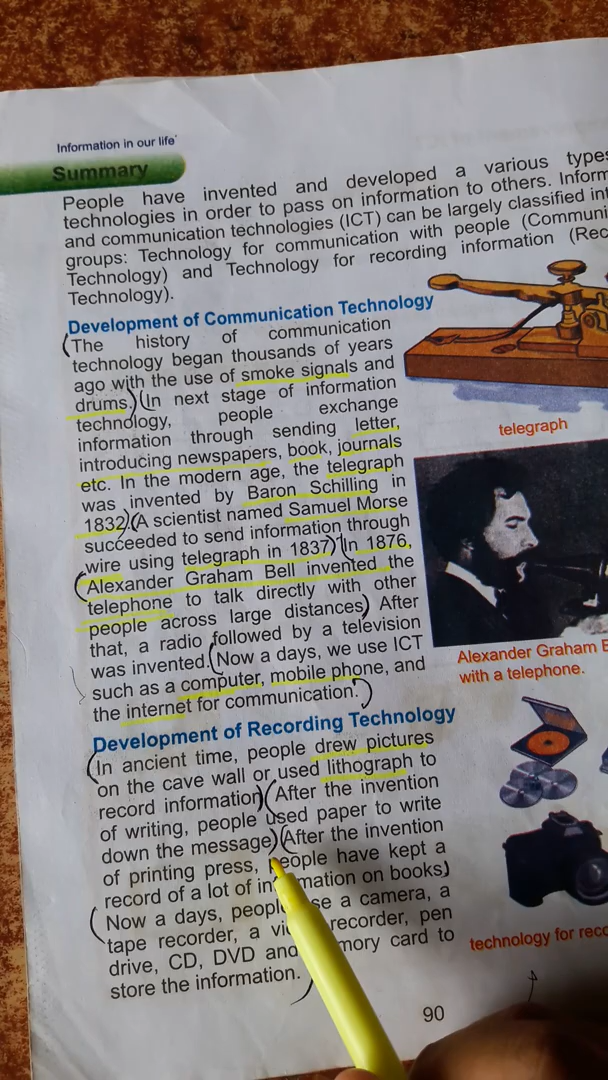 Information in our life
Summary
People have invented and developed a various types
technologies in order to pass on information to others.
and communication technologies (ICT) can be largely classified
groups: Technology for communication with people
Technology) and Technology for recording information
Technology).
Development of Communication Technology
(The history of communication
technology began thousands of years
ago with the use of smoke signals and
drums.)(In next stage of information
technology, people exchange
information through sending letter,
introducing newspapers, book, journals
etc. In the modern age, the telegraph
was invented by Baron Schilling in
1832).(A scientist named Samuel Morse
succeeded to send information through
wire using telegraph in 1837)(In 1876,
(Alexander Graham Bell invented the
telephone to talk directly with other
people across large distances) After
that, a radio followed by a television
was invented.(Now a days, we use ICT
such as a computer, mobile phone, and
the internet for communication.)
telegraph
Alexander Graham
with a telephone.
Development of Recording Technology
(In ancient time, people drew pictures
on the cave wall or used lithograph to
record information)(After the invention
of writing, people used paper to write
down the message)(After the invention
of printing press, people have kept a
record of a lot of information on books)
(Now a days, people use a camera, a
tape recorder, a recorder, pen
drive, CD, DVD and memory card to
store the information.)
technology for
90